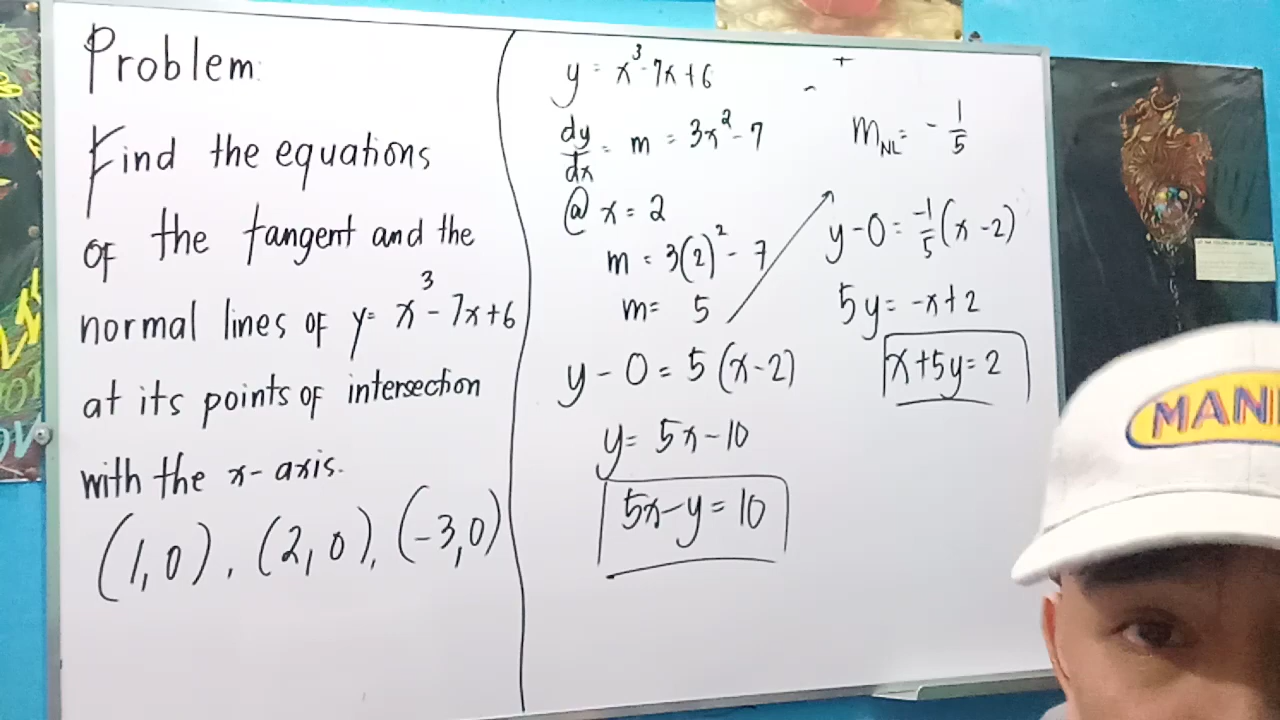 Problem:
Find the equations
of the tangent and the
normal lines of y= x³-7x+6
at its points of intersection
with the x-axis.
(1,0), (2,0), (-3,0)
y = x³-7x+6
dy/dx = m = 3x²-7
@ x = 2
m = 3(2)² - 7
m= 5
y - 0 = 5 (x-2)
y= 5x-10
5x-y=10
m_NL = - 1/5
y-0 = -1/5 (x-2)
5y = -x+2
x+5y=2
MANI